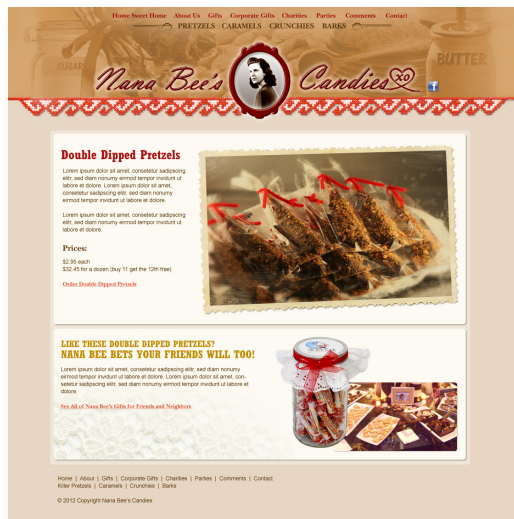 Home Sweet Home About Us Gifts Corporate Gifts Charities Parties Comments Contact
PRETZELS CARAMELS CRUNCHIES BARKS
SUGAR
BUTTER
Nana Bee's Candies xo
Double Dipped Pretzels
Lorem ipsum dolor sit amet, consetetur sadipscing
elitr, sed diam nonumy eirmod tempor invidunt ut
labore et dolore. Lorem ipsum dolor sit amet,
consetetur sadipscing elitr, sed diam nonumy
eirmod tempor invidunt ut labore et dolore.
Lorem ipsum dolor sit amet, consetetur sadipscing
elitr, sed diam nonumy eirmod tempor invidunt ut
labore et dolore.
Prices:
$2.95 each
$32.45 for a dozen (buy 11 get the 12th free)
Order Double Dipped Pretzels
LIKE THESE DOUBLE DIPPED PRETZELS?
NANA BEE BETS YOUR FRIENDS WILL TOO!
Lorem ipsum dolor sit amet, consetetur sadipscing elitr, sed diam
nonumy eirmod tempor invidunt ut labore et dolore. Lorem ipsum dolor sit amet, con-
setetur sadipscing elitr, sed diam nonumy eirmod tempor invidunt ut labore et
dolore.
See All of Nana Bee's Gifts for Friends and Neighbors
Home | About | Gifts | Corporate Gifts | Charities | Parties | Comments | Contact
Killer Pretzels | Caramels | Crunchies | Barks
© 2012 Copyright Nana Bee's Candies